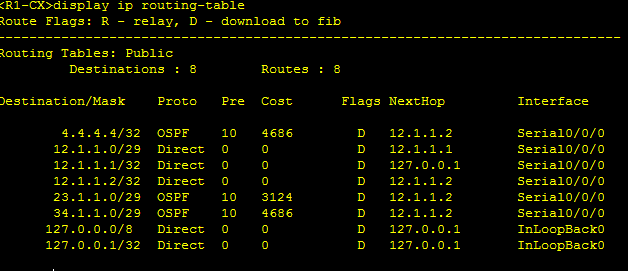 <R1-CX>display ip routing-table
Route Flags: R - relay, D - download to fib
------------------------------------------------------------------------------
Routing Tables: Public
Destinations : 8 Routes : 8
Destination/Mask Proto Pre Cost Flags NextHop Interface
4.4.4.4/32 OSPF 10 4686 D 12.1.1.2 Serial0/0/0
12.1.1.0/29 Direct 0 0 D 12.1.1.1 Serial0/0/0
12.1.1.1/32 Direct 0 0 D 127.0.0.1 Serial0/0/0
12.1.1.2/32 Direct 0 0 D 12.1.1.2 Serial0/0/0
23.1.1.0/29 OSPF 10 3124 D 12.1.1.2 Serial0/0/0
34.1.1.0/29 OSPF 10 4686 D 12.1.1.2 Serial0/0/0
127.0.0.0/8 Direct 0 0 D 127.0.0.1 InLoopBack0
127.0.0.1/32 Direct 0 0 D 127.0.0.1 InLoopBack0